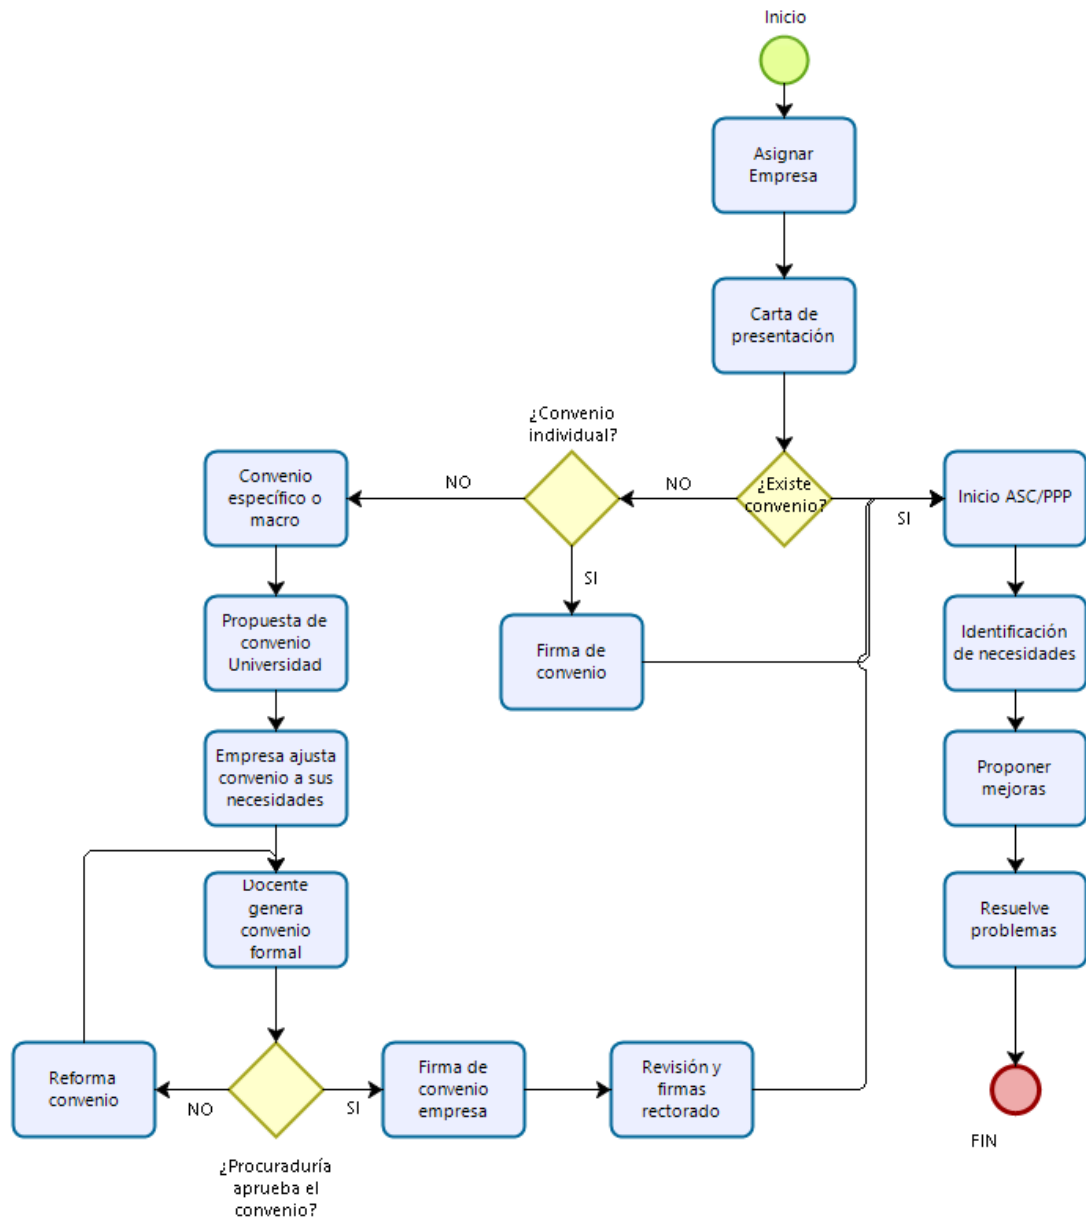 Inicio
Asignar
Empresa
Carta de
presentación
¿Convenio
individual?
Convenio
específico o
macro
NO
NO
¿Existe
convenio?
SI
Inicio ASC/PPP
SI
Propuesta de
convenio
Universidad
Firma de
convenio
Identificación
de necesidades
Empresa ajusta
convenio a sus
necesidades
Proponer
mejoras
Docente
genera
convenio
formal
Resuelve
problemas
Reforma
convenio
NO
SI
Firma de
convenio
empresa
Revisión y
firmas
rectorado
FIN
¿Procuraduría
aprueba el
convenio?